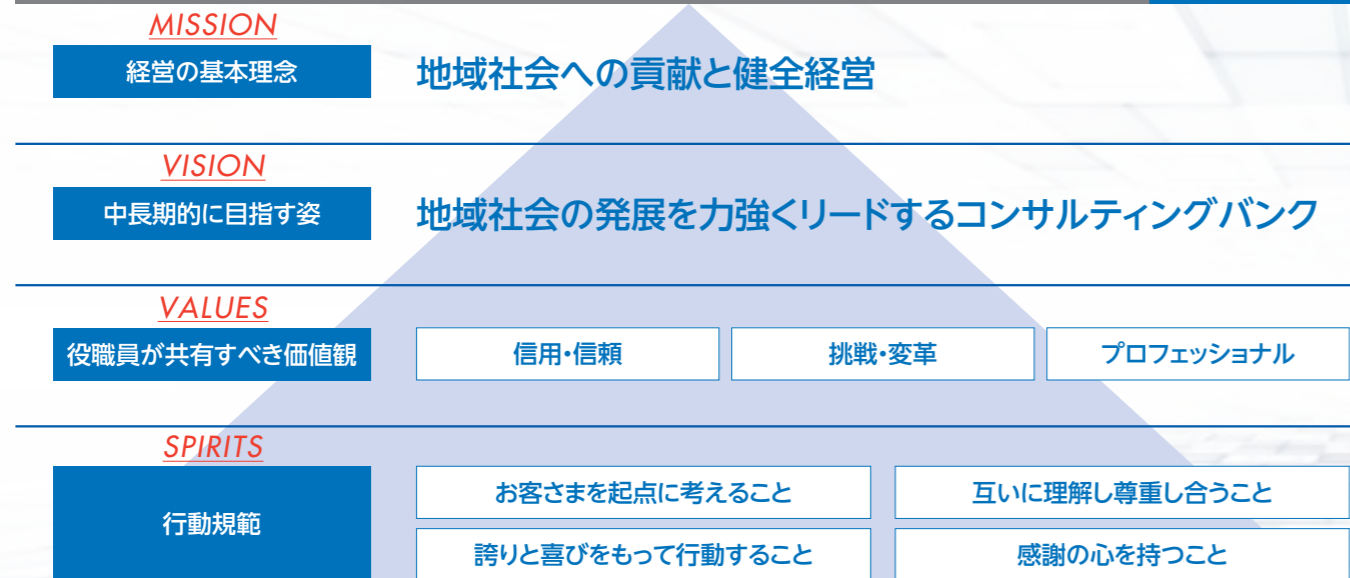 MISSION
経営の基本理念
地域社会への貢献と健全経営
VISION
中長期的に目指す姿
地域社会の発展を力強くリードするコンサルティングバンク
VALUES
役職員が共有すべき価値観
信用・信頼
挑戦・変革
プロフェッショナル
SPIRITS
行動規範
お客さまを起点に考えること
互いに理解し尊重し合うこと
誇りと喜びをもって行動すること
感謝の心を持つこと